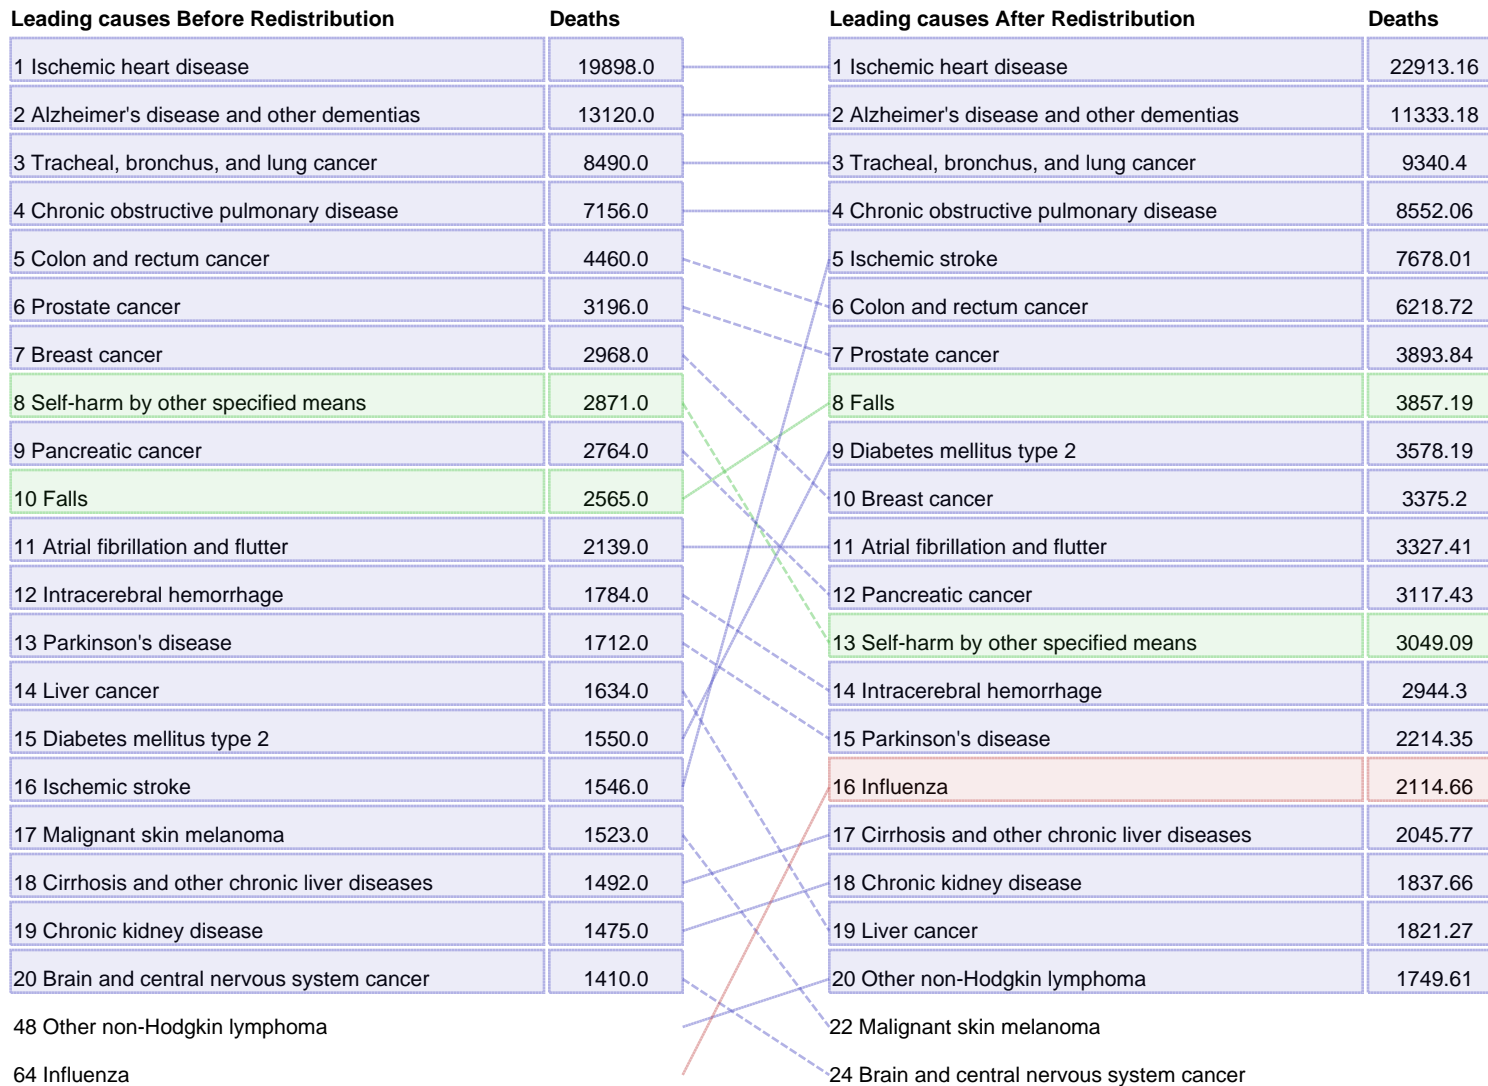 Leading causes Before Redistribution Deaths Leading causes After Redistribution Deaths
1 Ischemic heart disease 19898.0 1 Ischemic heart disease 22913.16
2 Alzheimer's disease and other dementias 13120.0 2 Alzheimer's disease and other dementias 11333.18
3 Tracheal, bronchus, and lung cancer 8490.0 3 Tracheal, bronchus, and lung cancer 9340.4
4 Chronic obstructive pulmonary disease 7156.0 4 Chronic obstructive pulmonary disease 8552.06
5 Colon and rectum cancer 4460.0 5 Ischemic stroke 7678.01
6 Prostate cancer 3196.0 6 Colon and rectum cancer 6218.72
7 Breast cancer 2968.0 7 Prostate cancer 3893.84
8 Self-harm by other specified means 2871.0 8 Falls 3857.19
9 Pancreatic cancer 2764.0 9 Diabetes mellitus type 2 3578.19
10 Falls 2565.0 10 Breast cancer 3375.2
11 Atrial fibrillation and flutter 2139.0 11 Atrial fibrillation and flutter 3327.41
12 Intracerebral hemorrhage 1784.0 12 Pancreatic cancer 3117.43
13 Parkinson's disease 1712.0 13 Self-harm by other specified means 3049.09
14 Liver cancer 1634.0 14 Intracerebral hemorrhage 2944.3
15 Diabetes mellitus type 2 1550.0 15 Parkinson's disease 2214.35
16 Ischemic stroke 1546.0 16 Influenza 2114.66
17 Malignant skin melanoma 1523.0 17 Cirrhosis and other chronic liver diseases 2045.77
18 Cirrhosis and other chronic liver diseases 1492.0 18 Chronic kidney disease 1837.66
19 Chronic kidney disease 1475.0 19 Liver cancer 1821.27
20 Brain and central nervous system cancer 1410.0 20 Other non-Hodgkin lymphoma 1749.61
48 Other non-Hodgkin lymphoma 22 Malignant skin melanoma
64 Influenza 24 Brain and central nervous system cancer